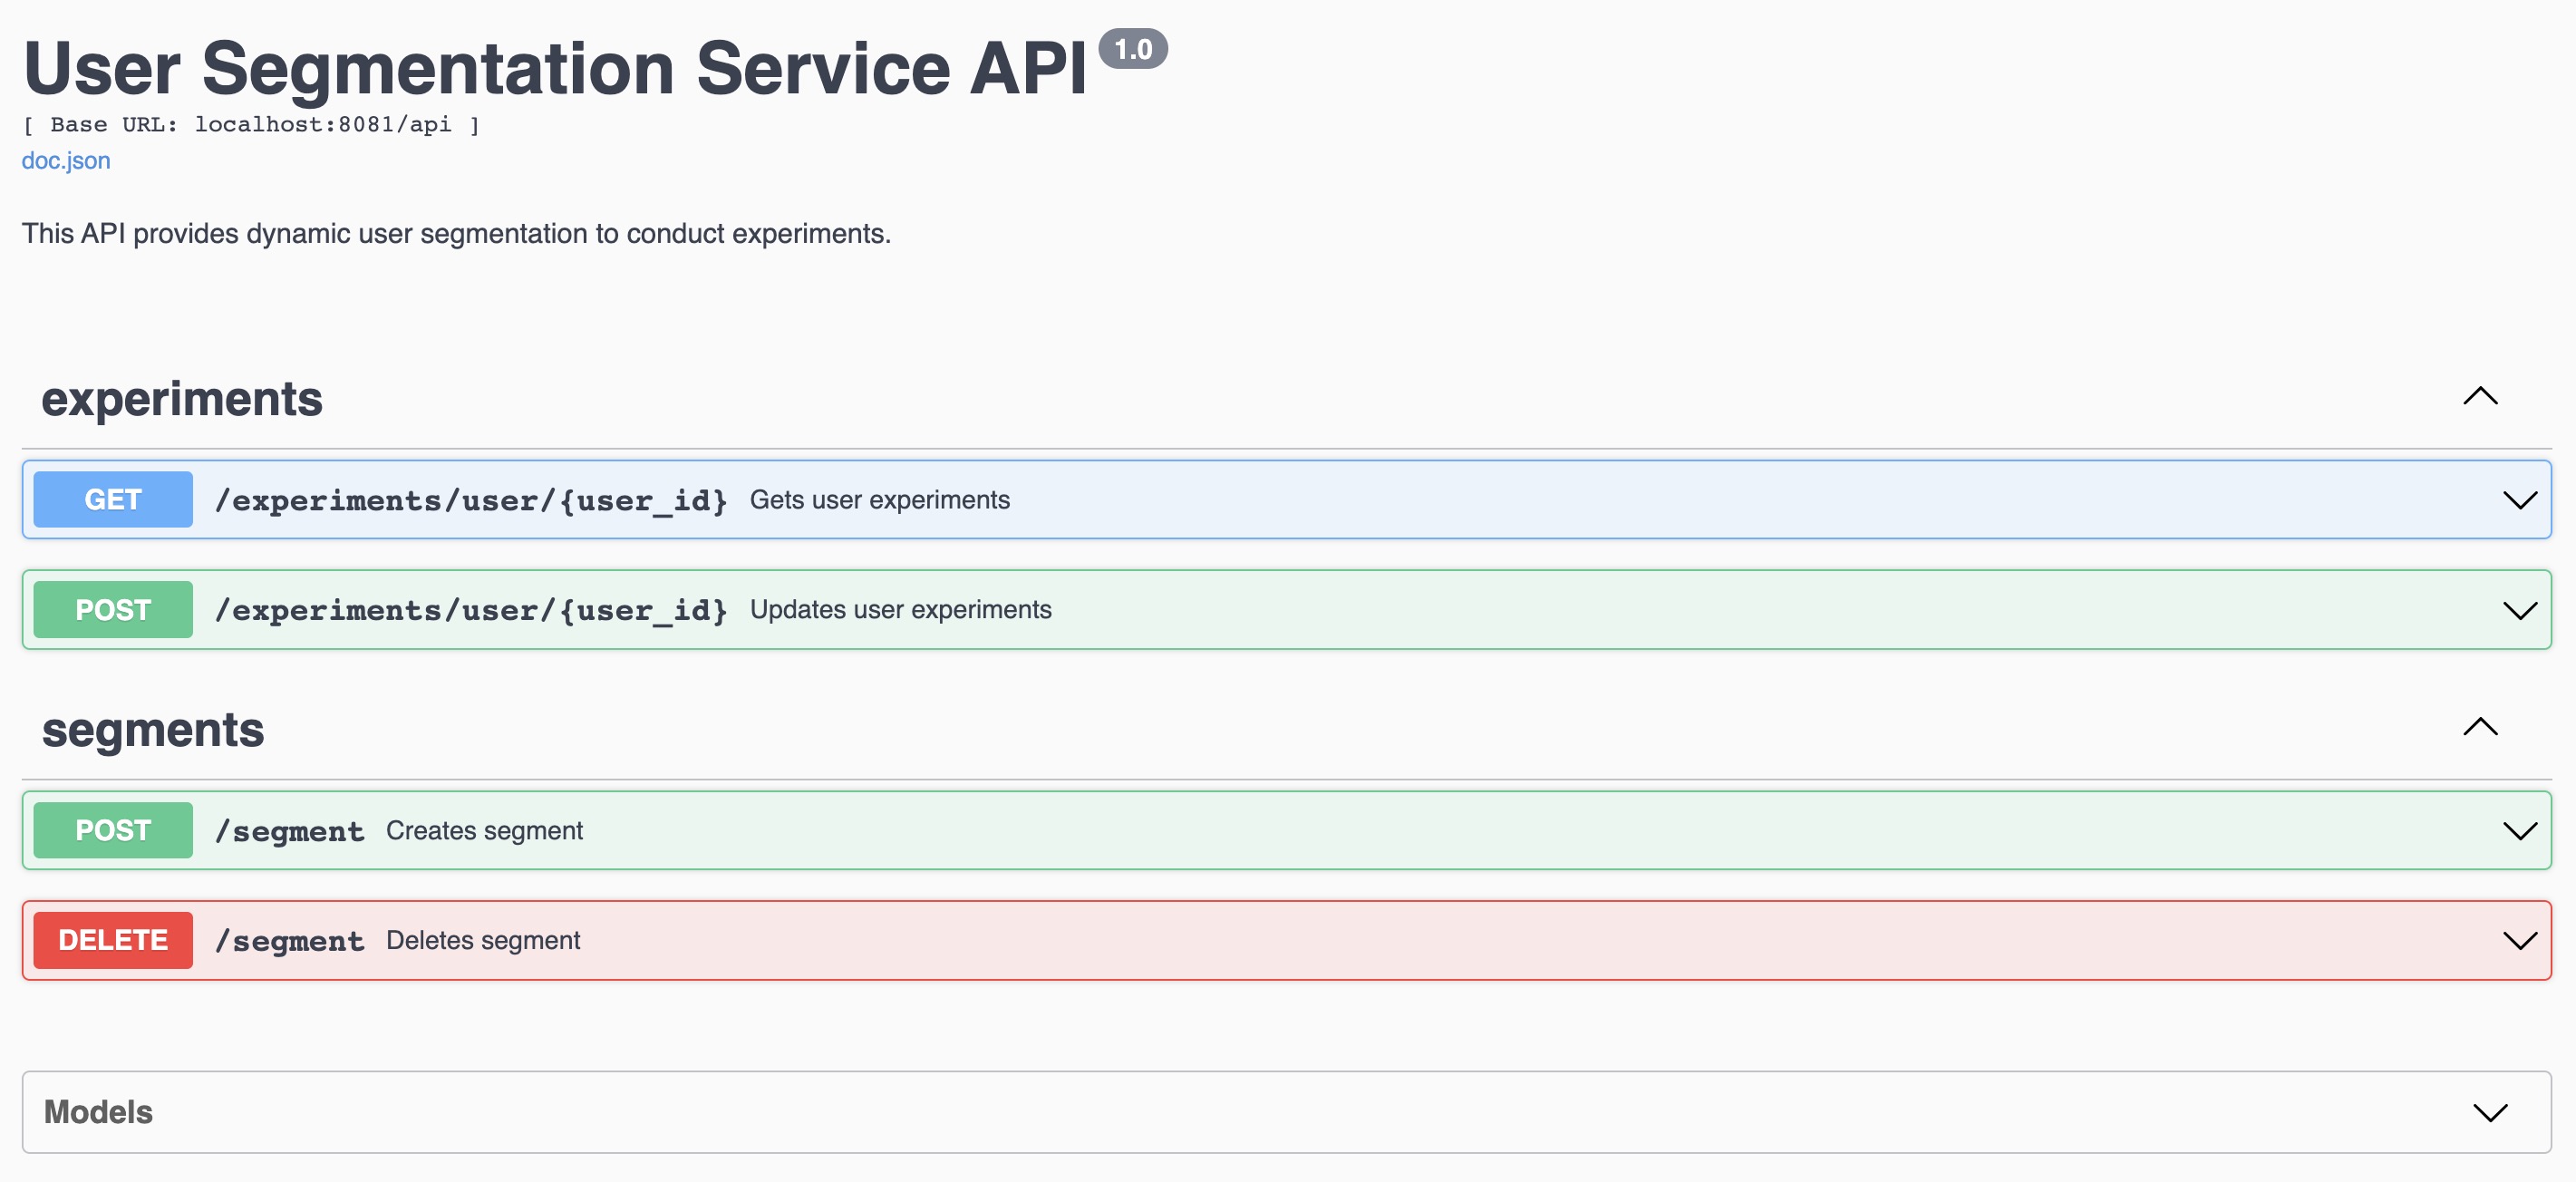 User Segmentation Service API 1.0
[ Base URL: localhost:8081/api ]
doc.json
This API provides dynamic user segmentation to conduct experiments.
experiments
GET /experiments/user/{user_id} Gets user experiments
POST /experiments/user/{user_id} Updates user experiments
segments
POST /segment Creates segment
DELETE /segment Deletes segment
Models